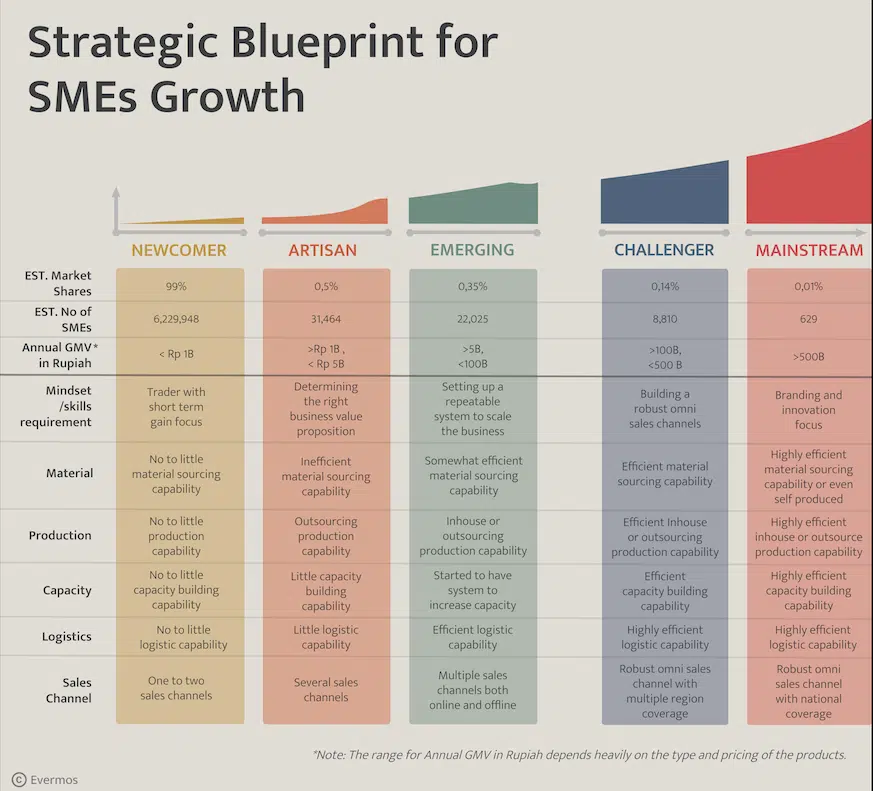 Strategic Blueprint for
SMEs Growth
NEWCOMER
ARTISAN
EMERGING
CHALLENGER
MAINSTREAM
EST. Market
Shares
99%
0,5%
0,35%
0,14%
0,01%
EST. No of
SMEs
6,229,948
31,464
22,025
8,810
629
Annual GMV*
in Rupiah
< Rp 1B
>Rp 1B ,
< Rp 5B
>5B,
<100B
>100B,
<500 B
>500B
Mindset
/skills
requirement
Trader with
short term
gain focus
Determining
the right
business value
proposition
Setting up a
repeatable
system to scale
the business
Building a
robust omni
sales channels
Branding and
innovation
focus
Material
No to little
material sourcing
capability
Inefficient
material sourcing
capability
Somewhat efficient
material sourcing
capability
Efficient material
sourcing capability
Highly efficient
material sourcing
capability or even
self produced
Production
No to little
production
capability
Outsourcing
production
capability
Inhouse or
outsourcing
production capability
Efficient Inhouse
or outsourcing
production capability
Highly efficient
inhouse or outsource
production capability
Capacity
No to little
capacity building
capability
Little capacity
building
capability
Started to have
system to
increase capacity
Efficient
capacity building
capability
Highly efficient
capacity building
capability
Logistics
No to little
logistic capability
Little logistic
capability
Efficient logistic
capability
Highly efficient
logistic capability
Highly efficient
logistic capability
Sales
Channel
One to two
sales channels
Several sales
channels
Multiple sales
channels both
online and offline
Robust omni sales
channel with
multiple region
coverage
Robust omni
sales channel
with national
coverage
*Note: The range for Annual GMV in Rupiah depends heavily on the type and pricing of the products.
© Evermos